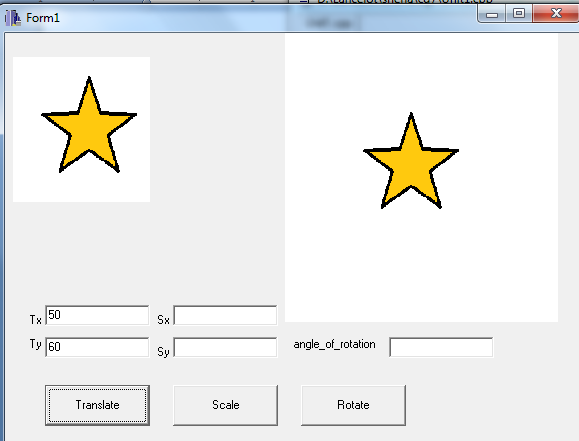 Form1
Tx 50 Sx
Ty 60 Sy angle_of_rotation
Translate Scale Rotate